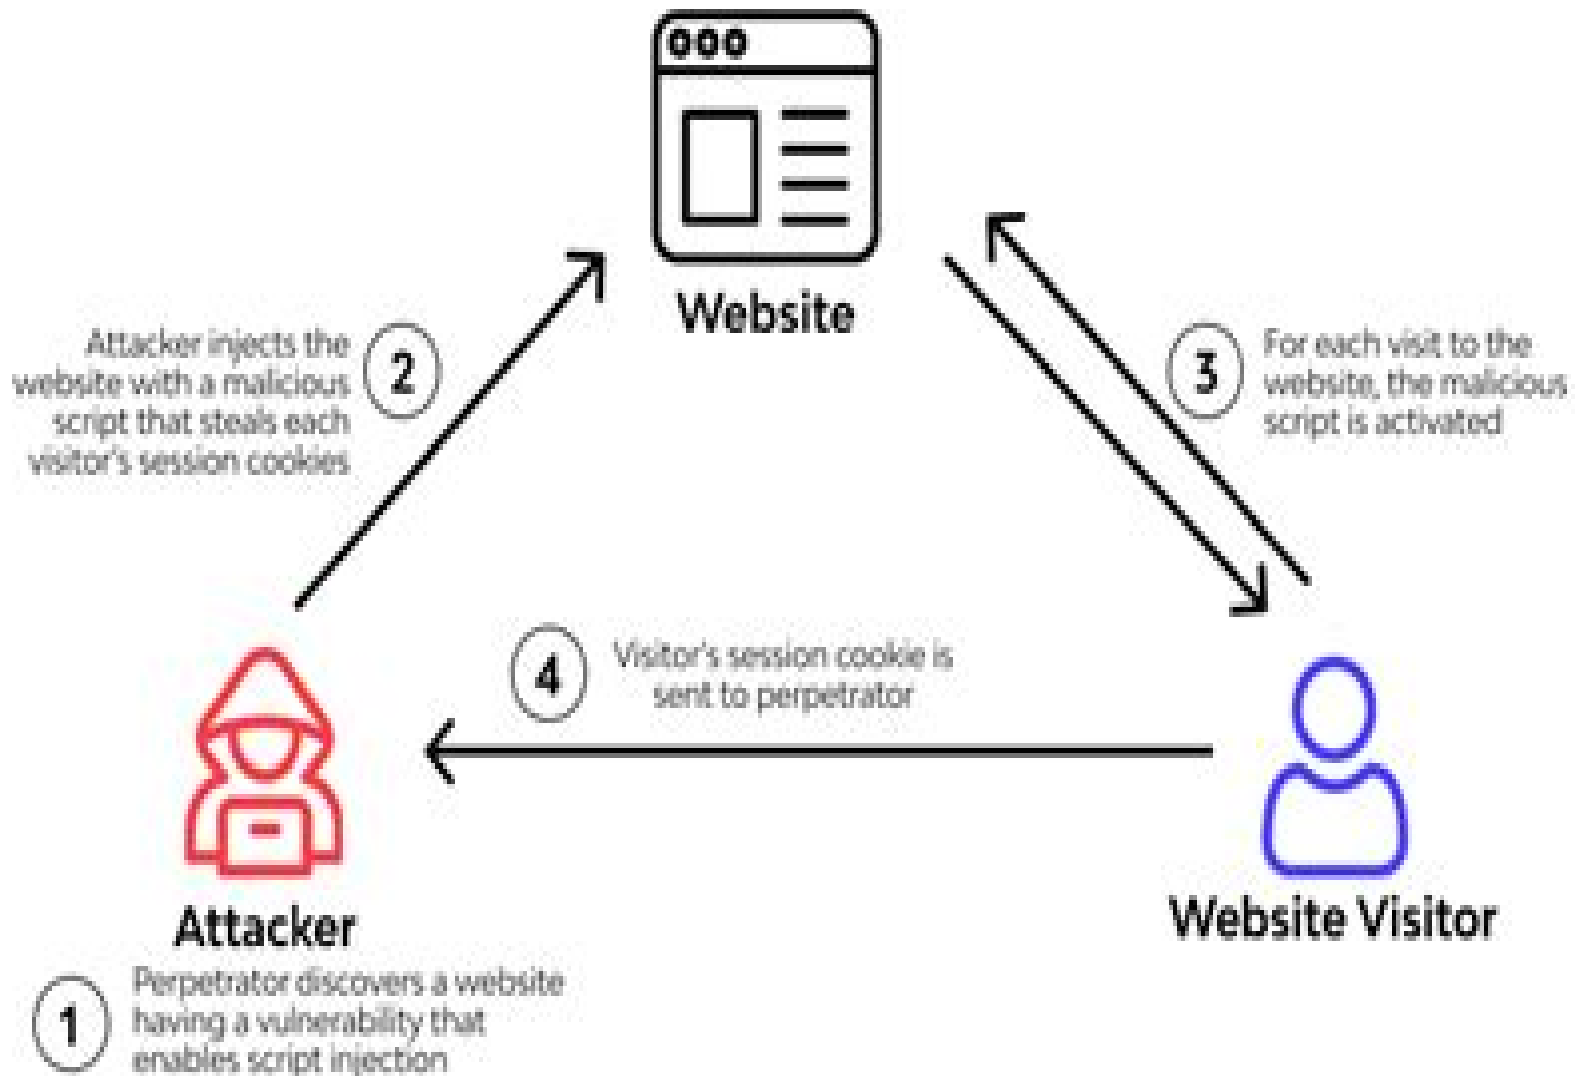 Website
2
Attacker injects the
website with a malicious
script that steals each
visitor's session cookies
3
For each visit to the
website, the malicious
script is activated
4
Visitor's session cookie is
sent to perpetrator
Attacker
Website Visitor
1
Perpetrator discovers a website
having a vulnerability that
enables script injection